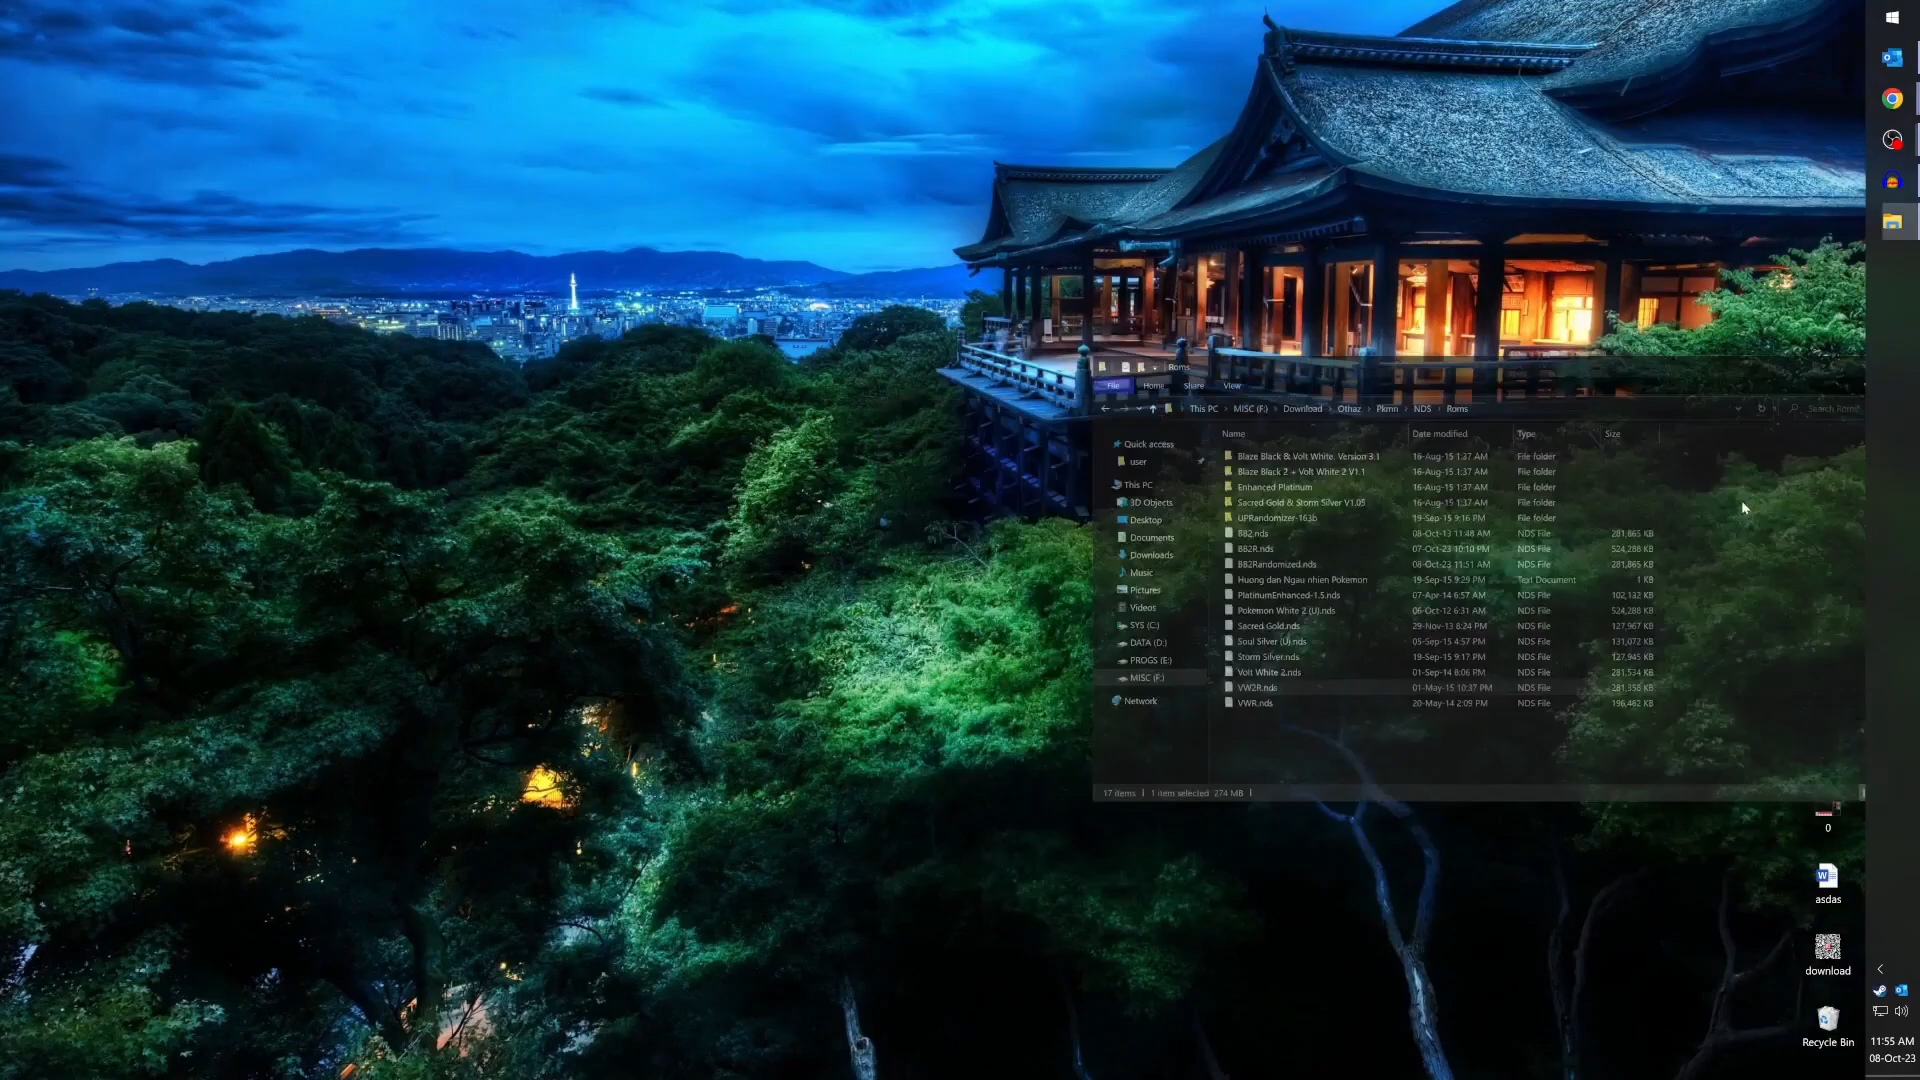 Roms
File Home Share View
This PC MISC (F:) Download Othaz Pkmn NDS Roms Search Roms
Name Date modified Type Size
Quick access
user
This PC
3D Objects
Desktop
Documents
Downloads
Music
Pictures
Videos
SYS (C:)
DATA (D:)
PROGS (E:)
MISC (F:)
Network
Blaze Black & Volt White. Version 3.1 16-Aug-15 1:37 AM File folder
Blaze Black 2 + Volt White 2 V1.1 16-Aug-15 1:37 AM File folder
Enhanced Platinum 16-Aug-15 1:37 AM File folder
Sacred Gold & Storm Silver V1.05 16-Aug-15 1:37 AM File folder
UPRandomizer-163b 19-Sep-15 9:16 PM File folder
BB2.nds 08-Oct-13 11:48 AM NDS File 281,865 KB
BB2R.nds 07-Oct-23 10:10 PM NDS File 524,288 KB
BB2Randomized.nds 08-Oct-23 11:51 AM NDS File 281,865 KB
Huong dan Ngau nhien Pokemon 19-Sep-15 9:29 PM Text Document 1 KB
PlatinumEnhanced-1.5.nds 07-Apr-14 6:57 AM NDS File 102,132 KB
Pokemon White 2 (U).nds 06-Oct-12 6:31 AM NDS File 524,288 KB
Sacred Gold.nds 29-Nov-13 8:24 PM NDS File 127,967 KB
Soul Silver (U).nds 05-Sep-15 4:57 PM NDS File 131,072 KB
Storm Silver.nds 19-Sep-15 9:17 PM NDS File 127,945 KB
Volt White 2.nds 01-Sep-14 8:06 PM NDS File 281,534 KB
VW2R.nds 01-May-15 10:37 PM NDS File 281,358 KB
VWR.nds 20-May-14 2:09 PM NDS File 196,462 KB
17 items 1 item selected 274 MB
0
asdas
download
Recycle Bin
11:55 AM
08-Oct-23